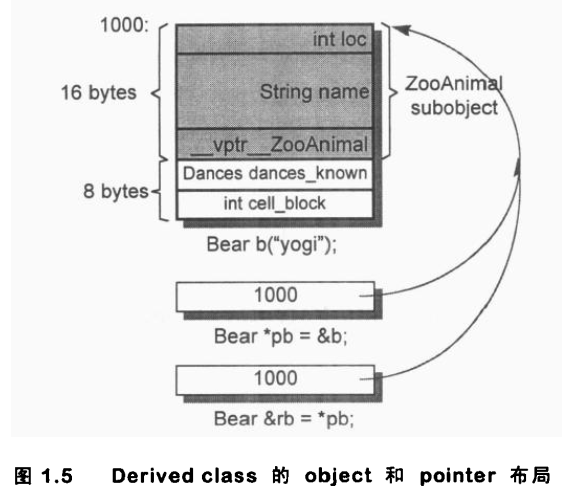 1000:
int loc
16 bytes
String name
ZooAnimal
subobject
__vptr__ZooAnimal
8 bytes
Dances dances_known
int cell_block
Bear b(“yogi”);
1000
Bear *pb = &b;
1000
Bear &rb = *pb;
图 1.5 Derived class 的 object 和 pointer 布局